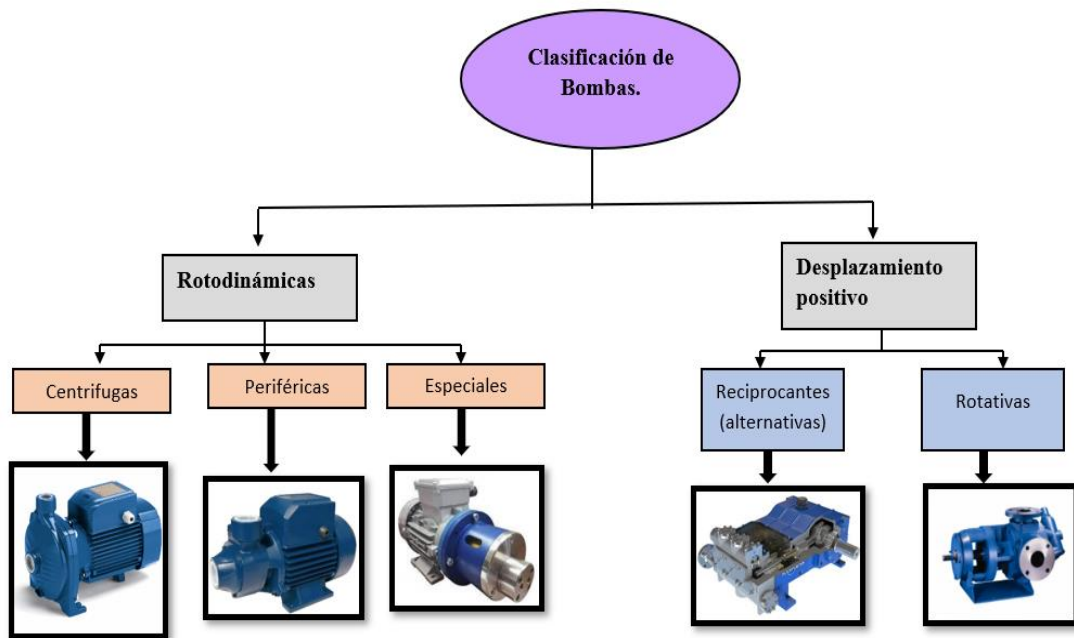 Clasificación de
Bombas.
Rotodinámicas
Desplazamiento
positivo
Centrifugas
Periféricas
Especiales
Reciprocantes
(alternativas)
Rotativas